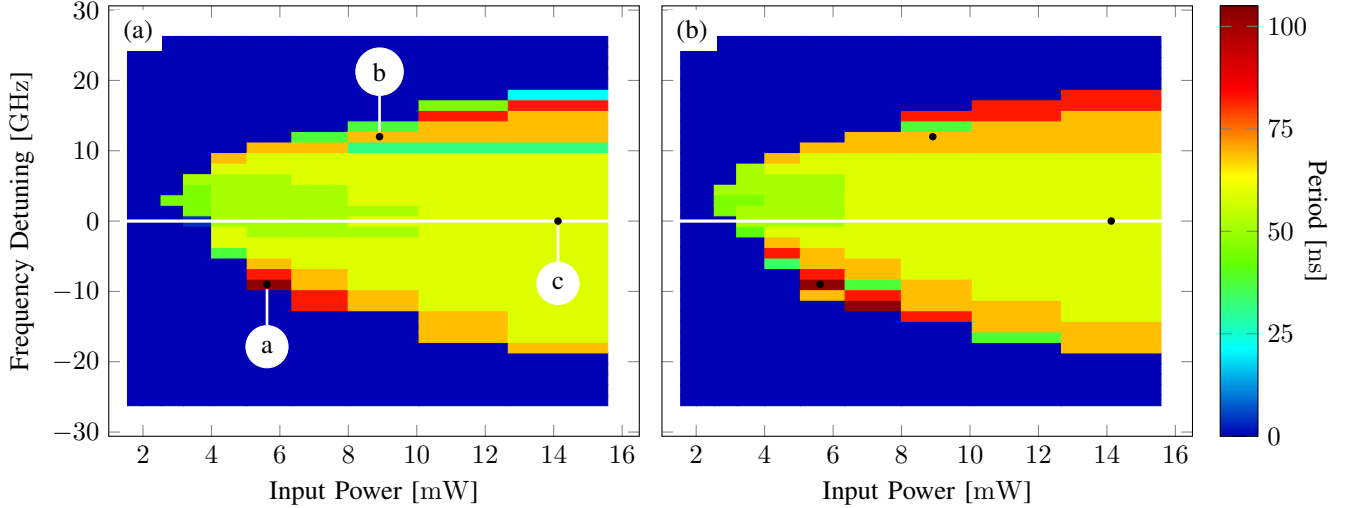 (a)
(b)
30
20
10
0
−10
−20
−30
Frequency Detuning [GHz]
b
c
a
2 4 6 8 10 12 14 16
Input Power [mW]
2 4 6 8 10 12 14 16
Input Power [mW]
100
75
50
25
0
Period [ns]